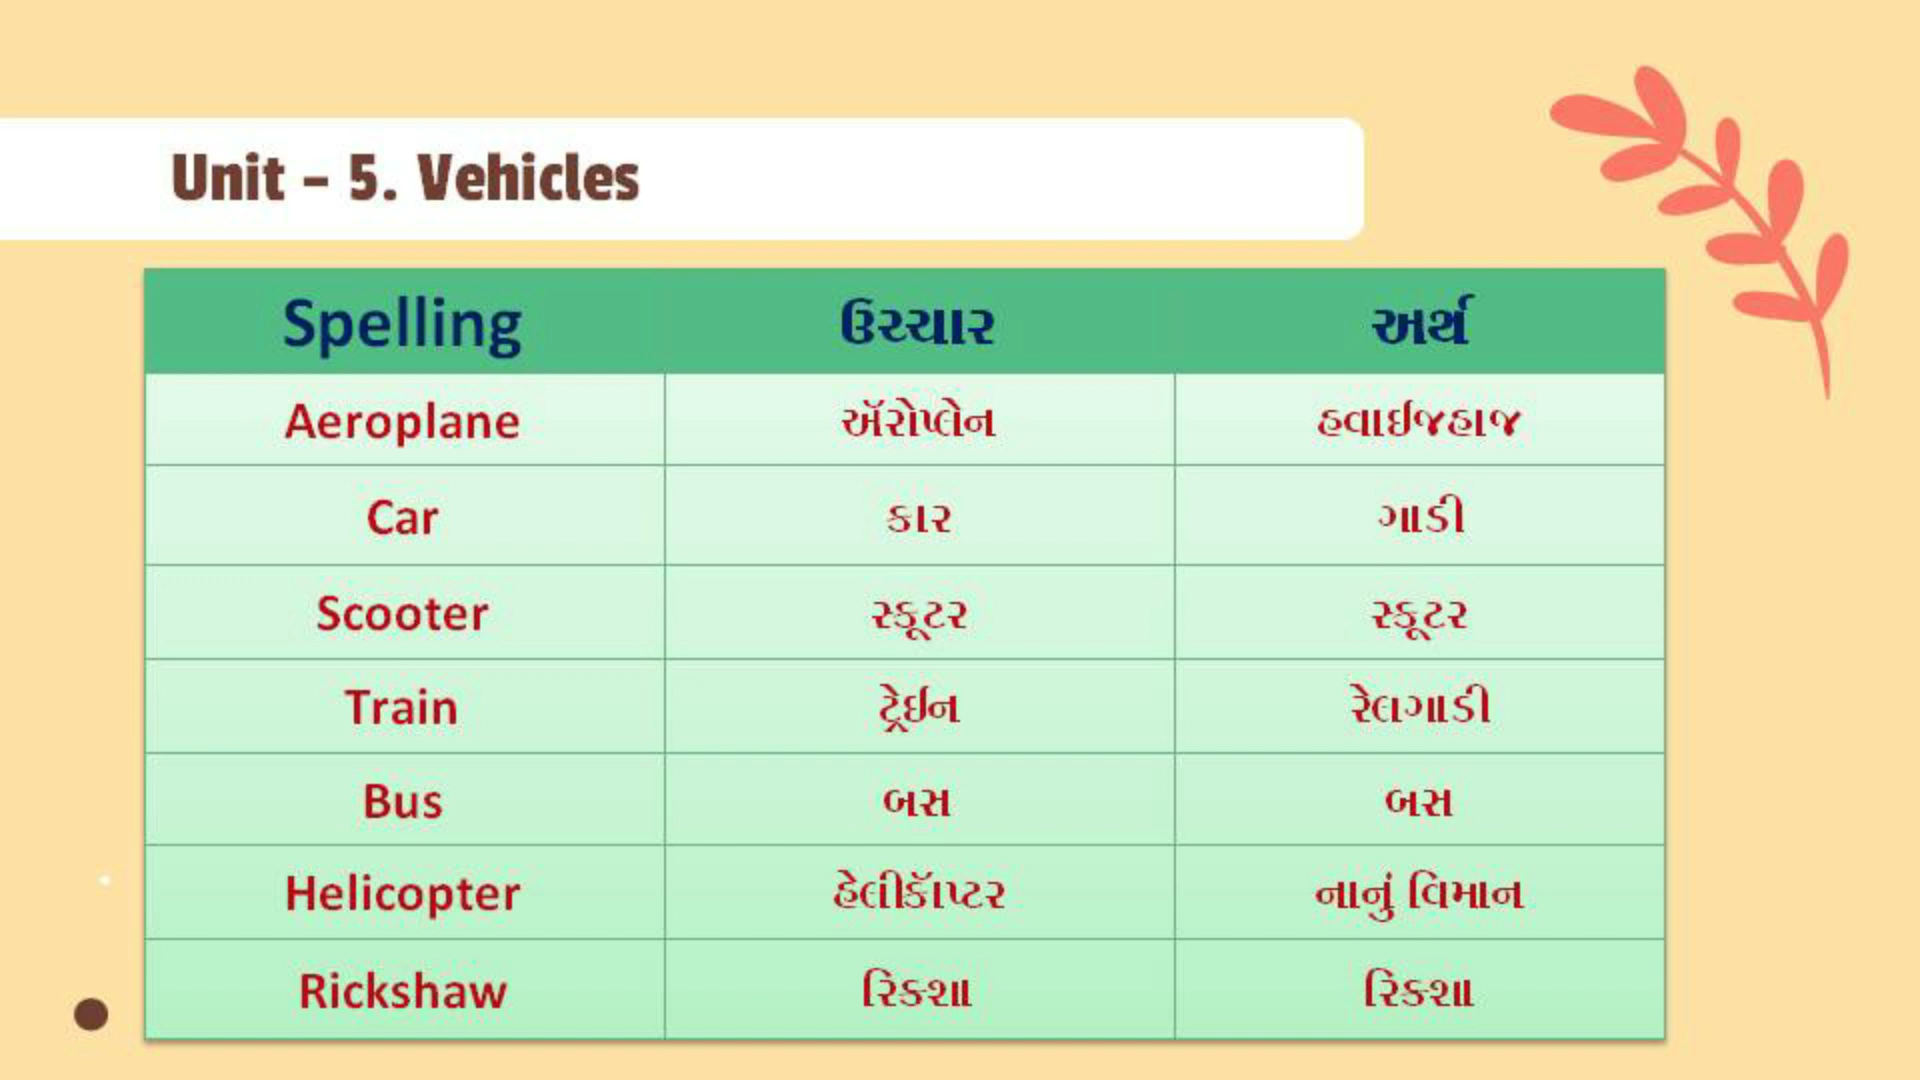 Unit – 5. Vehicles
Spelling ઉચ્ચાર અર્થ
Aeroplane ઍરોપ્લેન હવાઈજહાજ
Car કાર ગાડી
Scooter સ્કૂટર સ્કૂટર
Train ટ્રેઈન રેલગાડી
Bus બસ બસ
Helicopter હેલીકૉપ્ટર નાનું વિમાન
Rickshaw રિક્શા રિક્શા